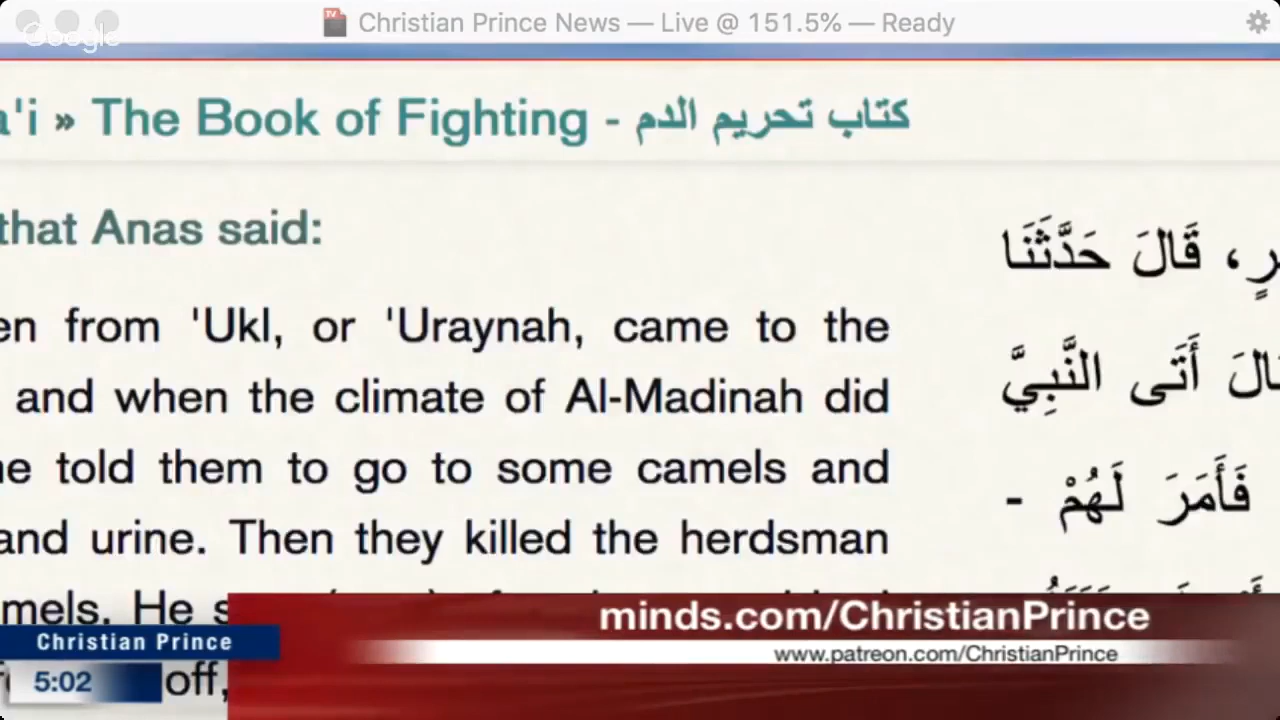 Christian Prince News — Live @ 151.5% — Ready
Google
a'i » The Book of Fighting - كتاب تحريم الدم
that Anas said:
رٍ، قَالَ حَدَّثَنَا
en from 'Ukl, or 'Uraynah, came to the
and when the climate of Al-Madinah did
قَالَ أَتَى النَّبِيَّ
he told them to go to some camels and
فَأَمَرَ لَهُمْ -
and urine. Then they killed the herdsman
mels. He s
minds.com/ChristianPrince
Christian Prince
www.patreon.com/ChristianPrince
5:02
off,